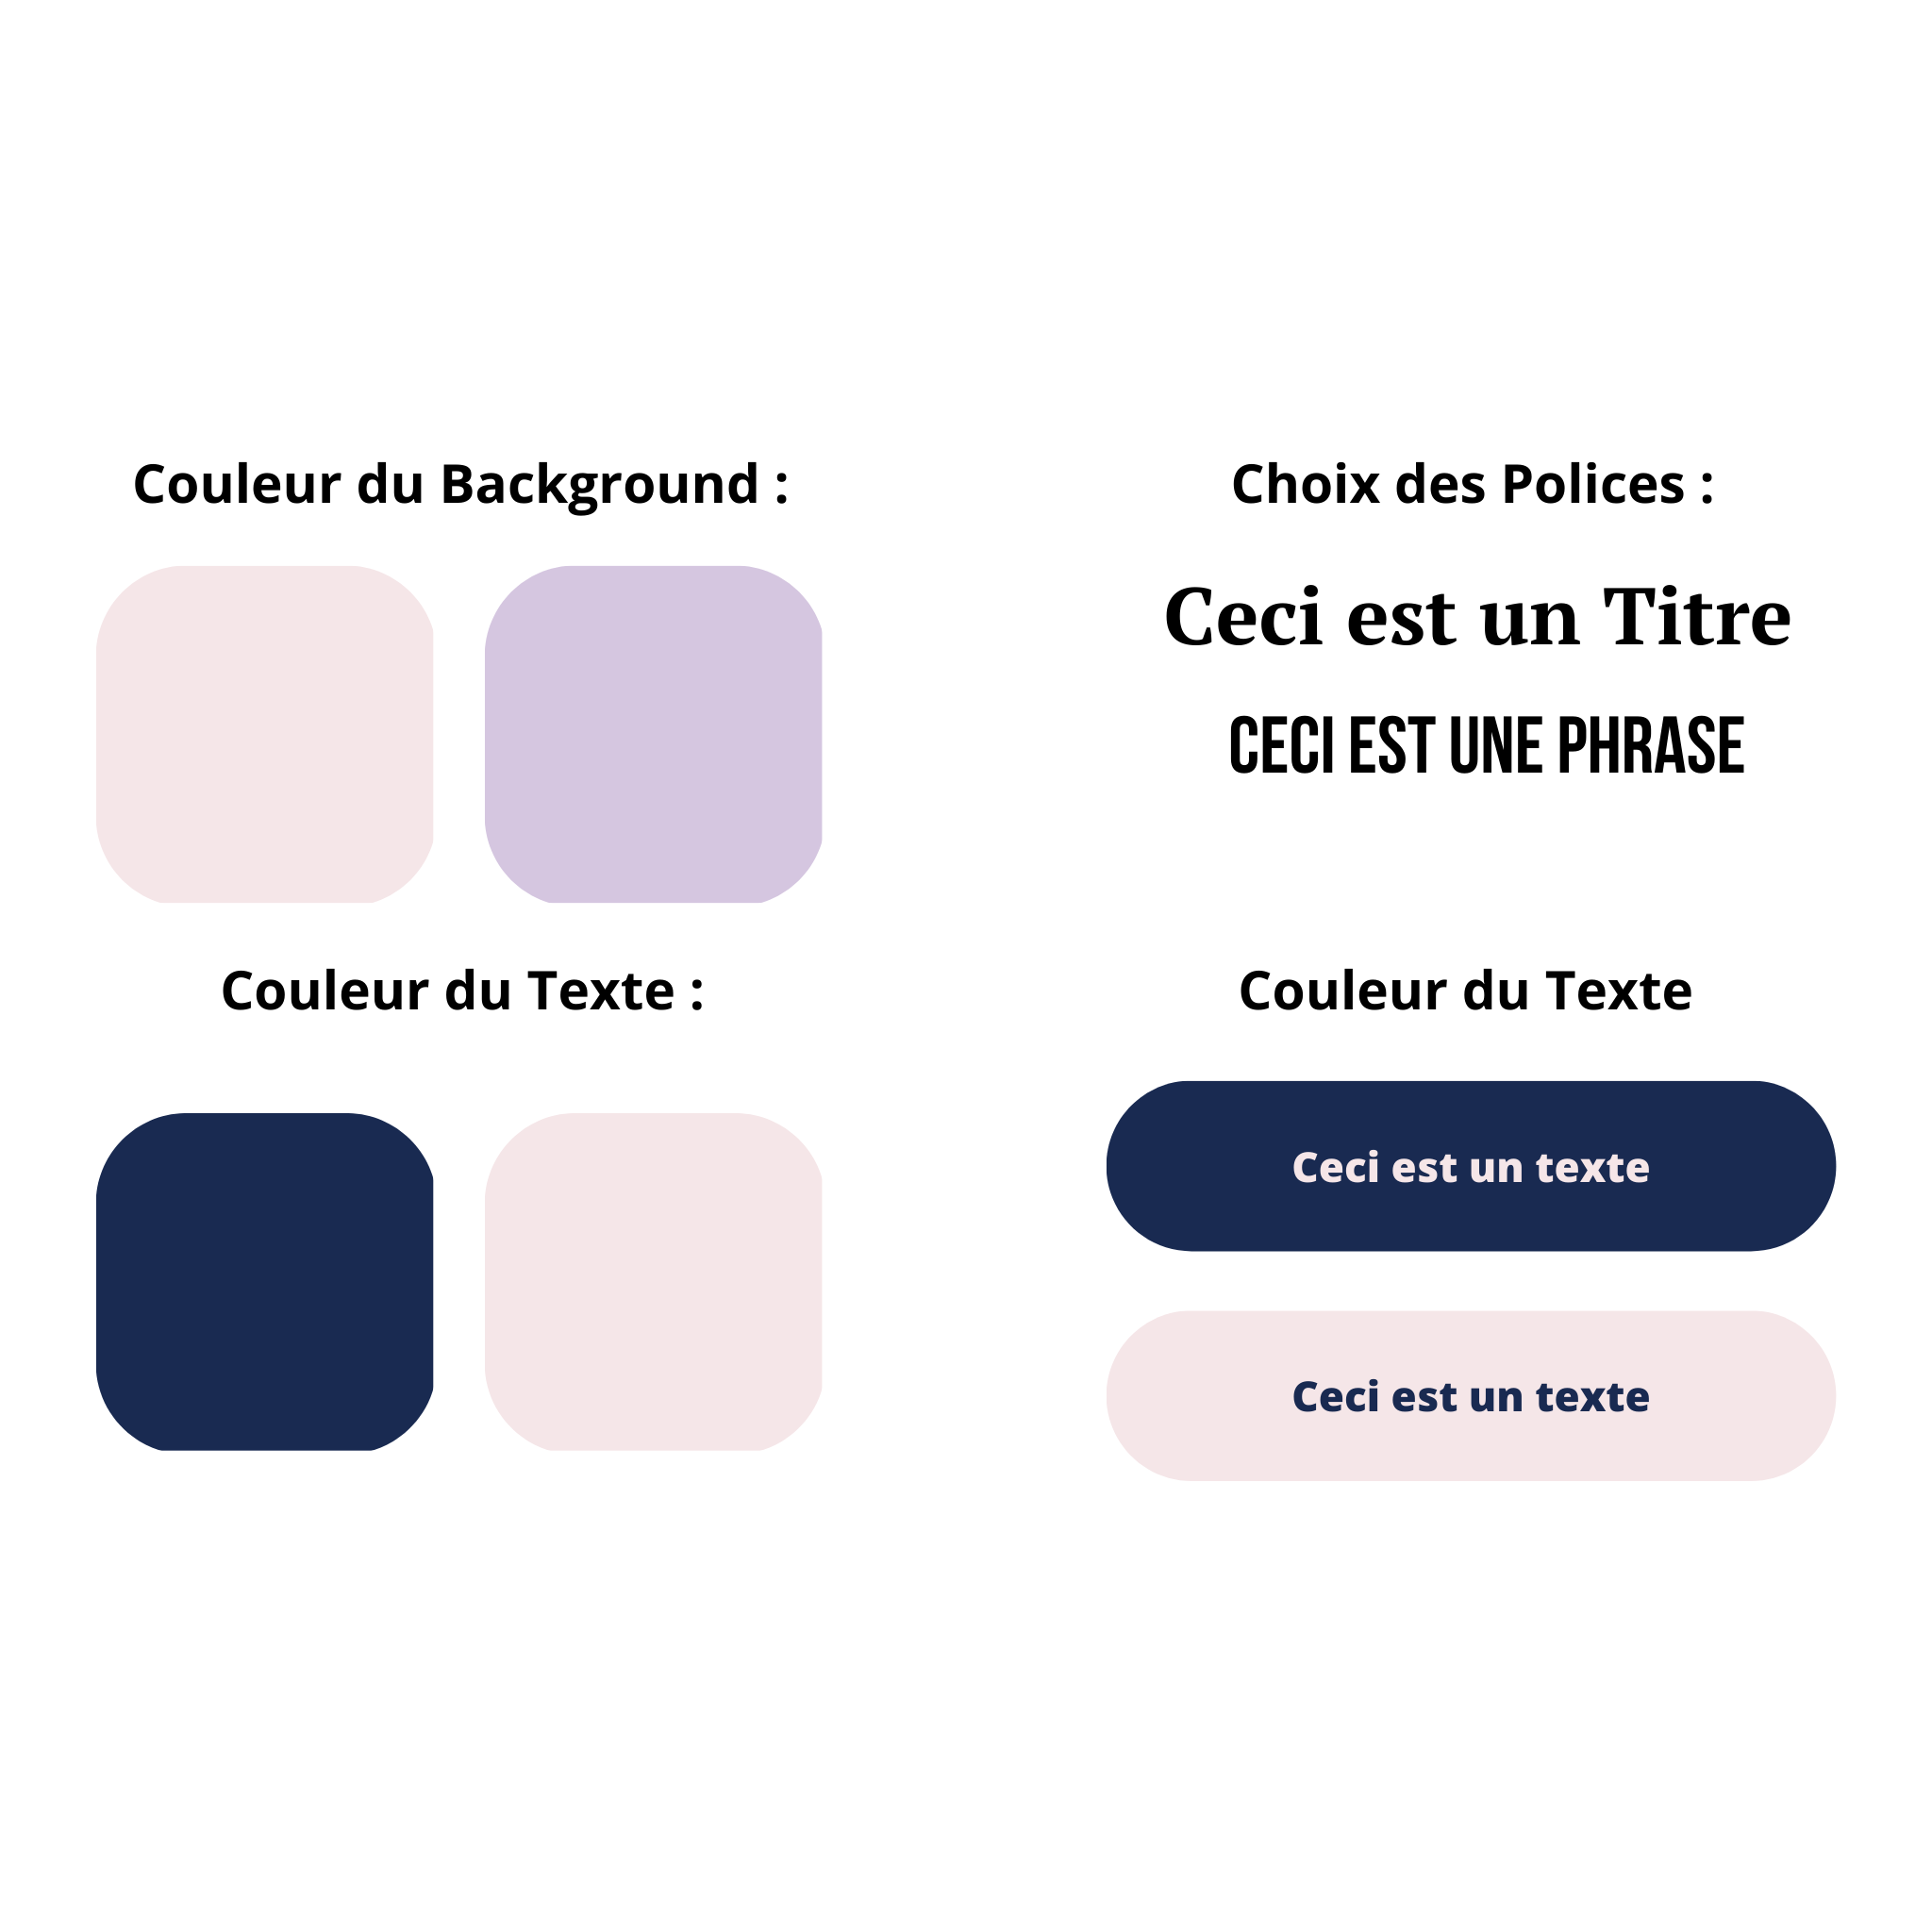 Couleur du Background :
Choix des Polices :
Ceci est un Titre
CECI EST UNE PHRASE
Couleur du Texte :
Couleur du Texte
Ceci est un texte
Ceci est un texte